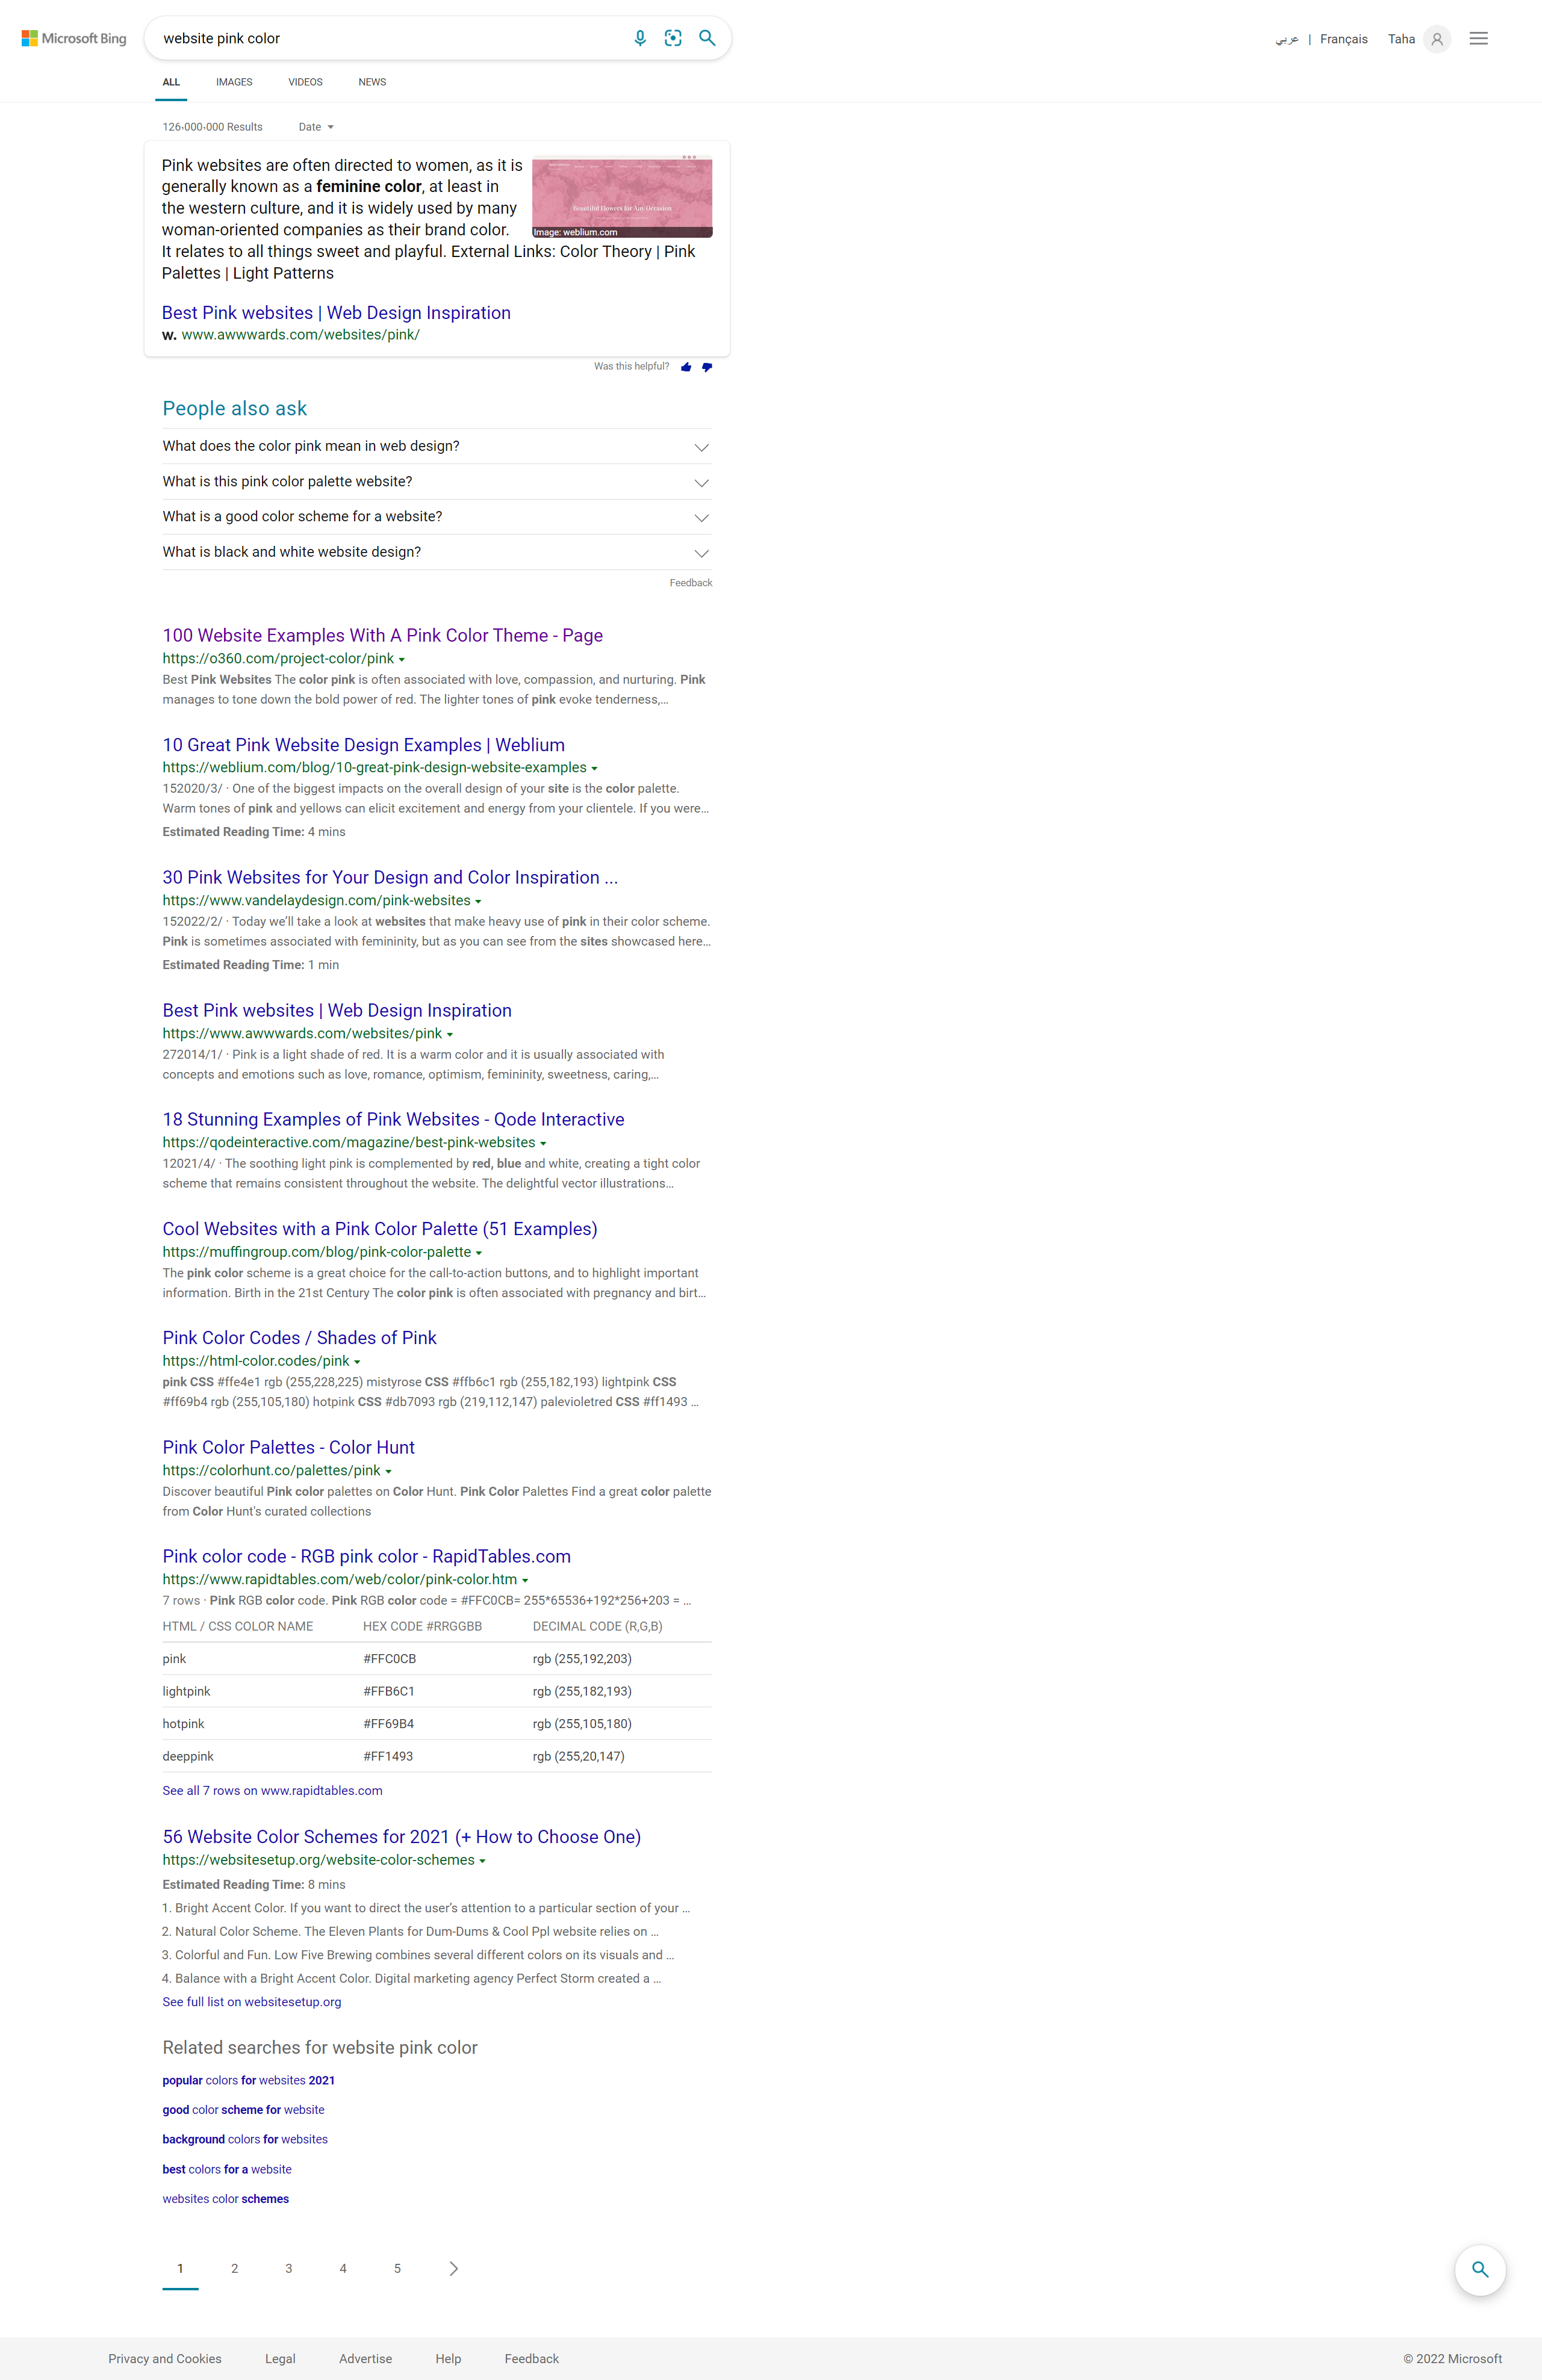 Microsoft Bing
website pink color
عربي | Français Taha
ALL IMAGES VIDEOS NEWS
126،000،000 Results Date
Pink websites are often directed to women, as it is
generally known as a feminine color, at least in
the western culture, and it is widely used by many
woman-oriented companies as their brand color.
It relates to all things sweet and playful. External Links: Color Theory | Pink
Palettes | Light Patterns
Beautiful Flowers for Any Occasion
Image: weblium.com
Best Pink websites | Web Design Inspiration
w. www.awwwards.com/websites/pink/
Was this helpful?
People also ask
What does the color pink mean in web design?
What is this pink color palette website?
What is a good color scheme for a website?
What is black and white website design?
Feedback
100 Website Examples With A Pink Color Theme - Page
https://o360.com/project-color/pink
Best Pink Websites The color pink is often associated with love, compassion, and nurturing. Pink
manages to tone down the bold power of red. The lighter tones of pink evoke tenderness,...
10 Great Pink Website Design Examples | Weblium
https://weblium.com/blog/10-great-pink-design-website-examples
152020/3/ · One of the biggest impacts on the overall design of your site is the color palette.
Warm tones of pink and yellows can elicit excitement and energy from your clientele. If you were...
Estimated Reading Time: 4 mins
30 Pink Websites for Your Design and Color Inspiration ...
https://www.vandelaydesign.com/pink-websites
152022/2/ · Today we'll take a look at websites that make heavy use of pink in their color scheme.
Pink is sometimes associated with femininity, but as you can see from the sites showcased here...
Estimated Reading Time: 1 min
Best Pink websites | Web Design Inspiration
https://www.awwwards.com/websites/pink
272014/1/ · Pink is a light shade of red. It is a warm color and it is usually associated with
concepts and emotions such as love, romance, optimism, femininity, sweetness, caring,...
18 Stunning Examples of Pink Websites - Qode Interactive
https://qodeinteractive.com/magazine/best-pink-websites
12021/4/ · The soothing light pink is complemented by red, blue and white, creating a tight color
scheme that remains consistent throughout the website. The delightful vector illustrations...
Cool Websites with a Pink Color Palette (51 Examples)
https://muffingroup.com/blog/pink-color-palette
The pink color scheme is a great choice for the call-to-action buttons, and to highlight important
information. Birth in the 21st Century The color pink is often associated with pregnancy and birt...
Pink Color Codes / Shades of Pink
https://html-color.codes/pink
pink CSS #ffe4e1 rgb (255,228,225) mistyrose CSS #ffb6c1 rgb (255,182,193) lightpink CSS
#ff69b4 rgb (255,105,180) hotpink CSS #db7093 rgb (219,112,147) palevioletred CSS #ff1493 ...
Pink Color Palettes - Color Hunt
https://colorhunt.co/palettes/pink
Discover beautiful Pink color palettes on Color Hunt. Pink Color Palettes Find a great color palette
from Color Hunt's curated collections
Pink color code - RGB pink color - RapidTables.com
https://www.rapidtables.com/web/color/pink-color.htm
7 rows · Pink RGB color code. Pink RGB color code = #FFC0CB= 255*65536+192*256+203 = ...
HTML / CSS COLOR NAME HEX CODE #RRGGBB DECIMAL CODE (R,G,B)
pink #FFC0CB rgb (255,192,203)
lightpink #FFB6C1 rgb (255,182,193)
hotpink #FF69B4 rgb (255,105,180)
deeppink #FF1493 rgb (255,20,147)
See all 7 rows on www.rapidtables.com
56 Website Color Schemes for 2021 (+ How to Choose One)
https://websitesetup.org/website-color-schemes
Estimated Reading Time: 8 mins
1. Bright Accent Color. If you want to direct the user's attention to a particular section of your ...
2. Natural Color Scheme. The Eleven Plants for Dum-Dums & Cool Ppl website relies on ...
3. Colorful and Fun. Low Five Brewing combines several different colors on its visuals and ...
4. Balance with a Bright Accent Color. Digital marketing agency Perfect Storm created a ...
See full list on websitesetup.org
Related searches for website pink color
popular colors for websites 2021
good color scheme for website
background colors for websites
best colors for a website
websites color schemes
1 2 3 4 5
Privacy and Cookies Legal Advertise Help Feedback © 2022 Microsoft